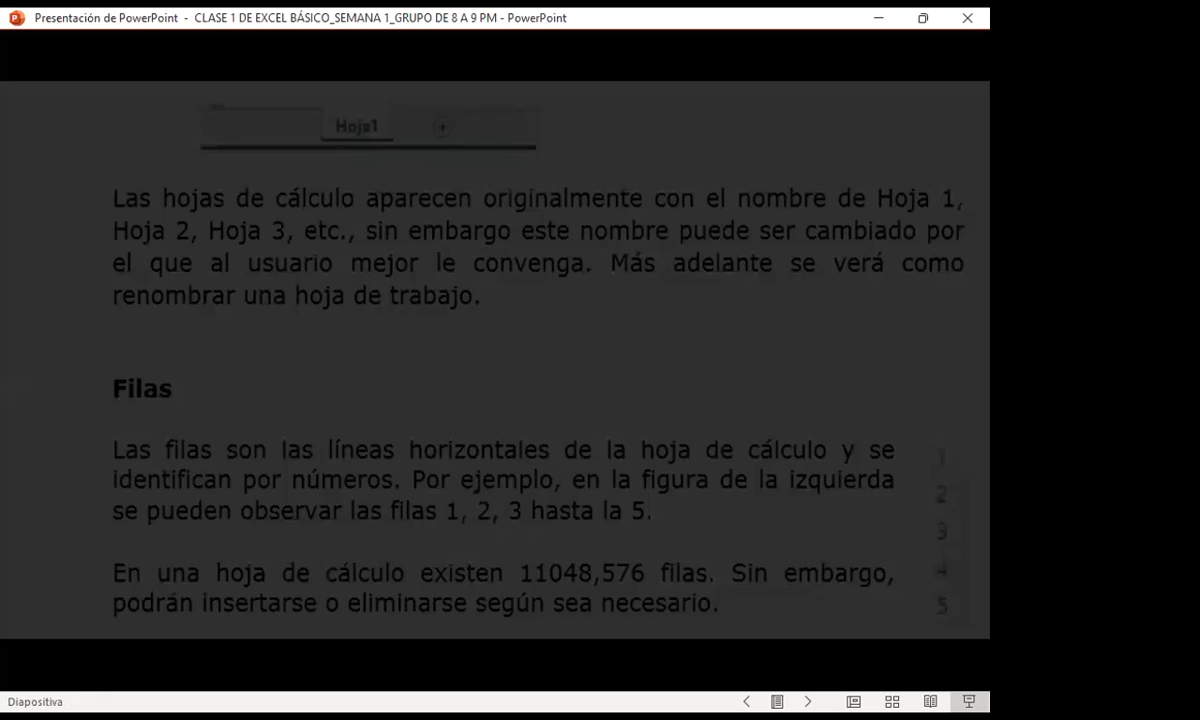 Presentación de PowerPoint - CLASE 1 DE EXCEL BÁSICO_SEMANA 1_GRUPO DE 8 A 9 PM - PowerPoint
Hoja1
Las hojas de cálculo aparecen originalmente con el nombre de Hoja 1,
Hoja 2, Hoja 3, etc., sin embargo este nombre puede ser cambiado por
el que al usuario mejor le convenga. Más adelante se verá como
renombrar una hoja de trabajo.
Filas
Las filas son las líneas horizontales de la hoja de cálculo y se
identifican por números. Por ejemplo, en la figura de la izquierda
se pueden observar las filas 1, 2, 3 hasta la 5.
En una hoja de cálculo existen 11048,576 filas. Sin embargo,
podrán insertarse o eliminarse según sea necesario.
1
2
3
4
5
Diapositiva